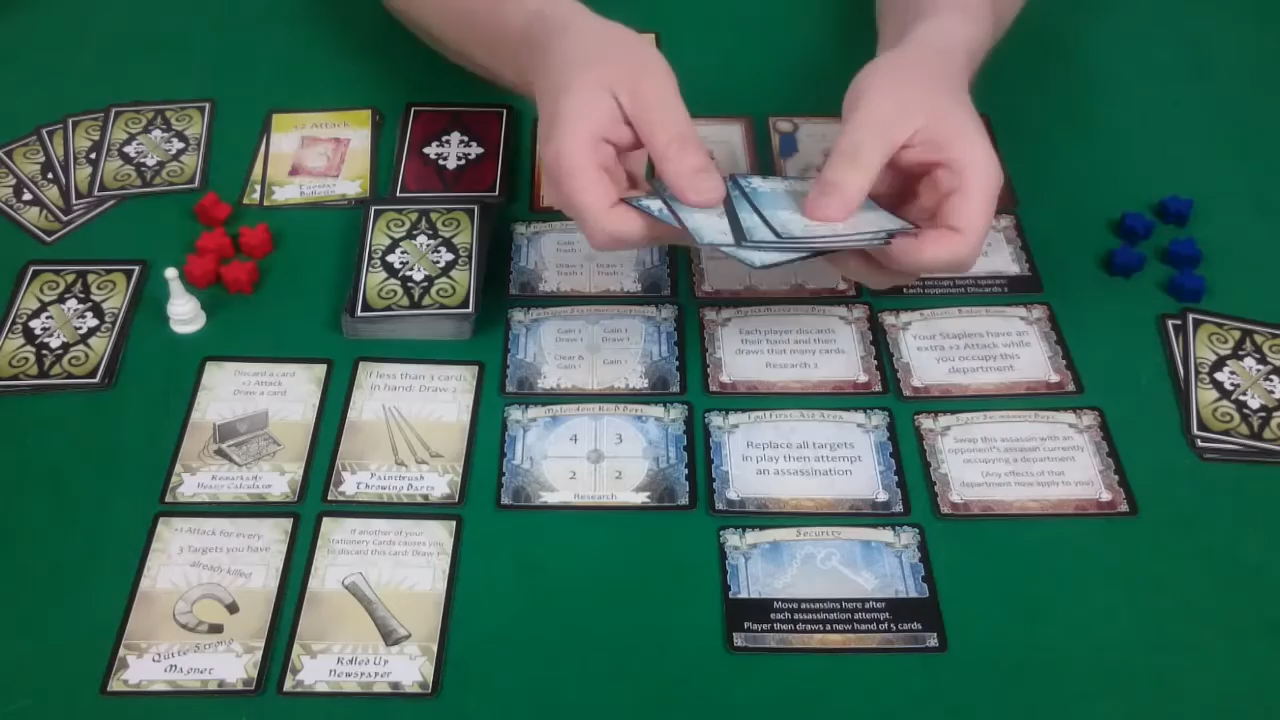 +2 Attack
Gain 1
Trash 1
Draw 3
Trash 1
Draw 1
Trash 1
you occupy both spaces:
Each opponent Discards 2
Gain 1
Draw 1
Gain 1
Draw 1
Clear &
Gain 1
Gain 1
Each player discards
their hand and then
draws that many cards
Research 2
Your Staplers have an
extra +2 Attack while
you occupy this
department
Discard a card
+2 Attack
Draw a card
Remarkably
Heavy Calculator
If less than 3 cards
in hand: Draw 2
Paintbrush
Throwing Darts
4
3
2
2
Research
Foul First-Aid Area
Replace all targets
in play then attempt
an assassination
Swap this assassin with an
opponent's assassin currently
occupying a department
(Any effects of that
department now apply to you)
+1 Attack for every
3 Targets you have
already killed
Quite Strong
Magnet
If another of your
Stationery Cards causes you
to discard this card: Draw 1
Rolled Up
Newspaper
Security
Move assassins here after
each assassination attempt.
Player then draws a new hand of 5 cards